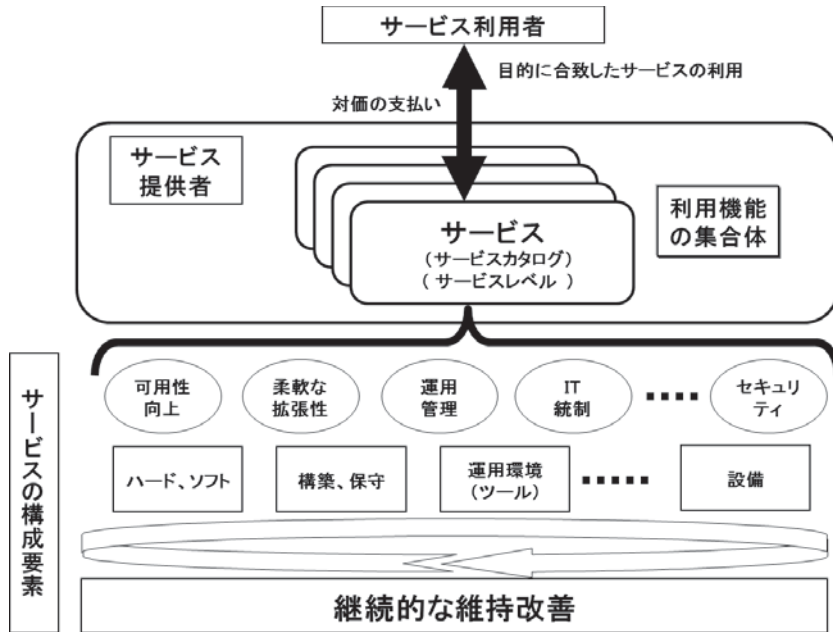 サービス利用者
目的に合致したサービスの利用
対価の支払い
サービス
提供者
利用機能
の集合体
サービス
（サービスカタログ）
（ サービスレベル ）
サービスの構成要素
可用性
向上
柔軟な
拡張性
運用
管理
IT
統制
セキュリ
ティ
ハード、ソフト
構築、保守
運用環境
（ツール）
設備
継続的な維持改善